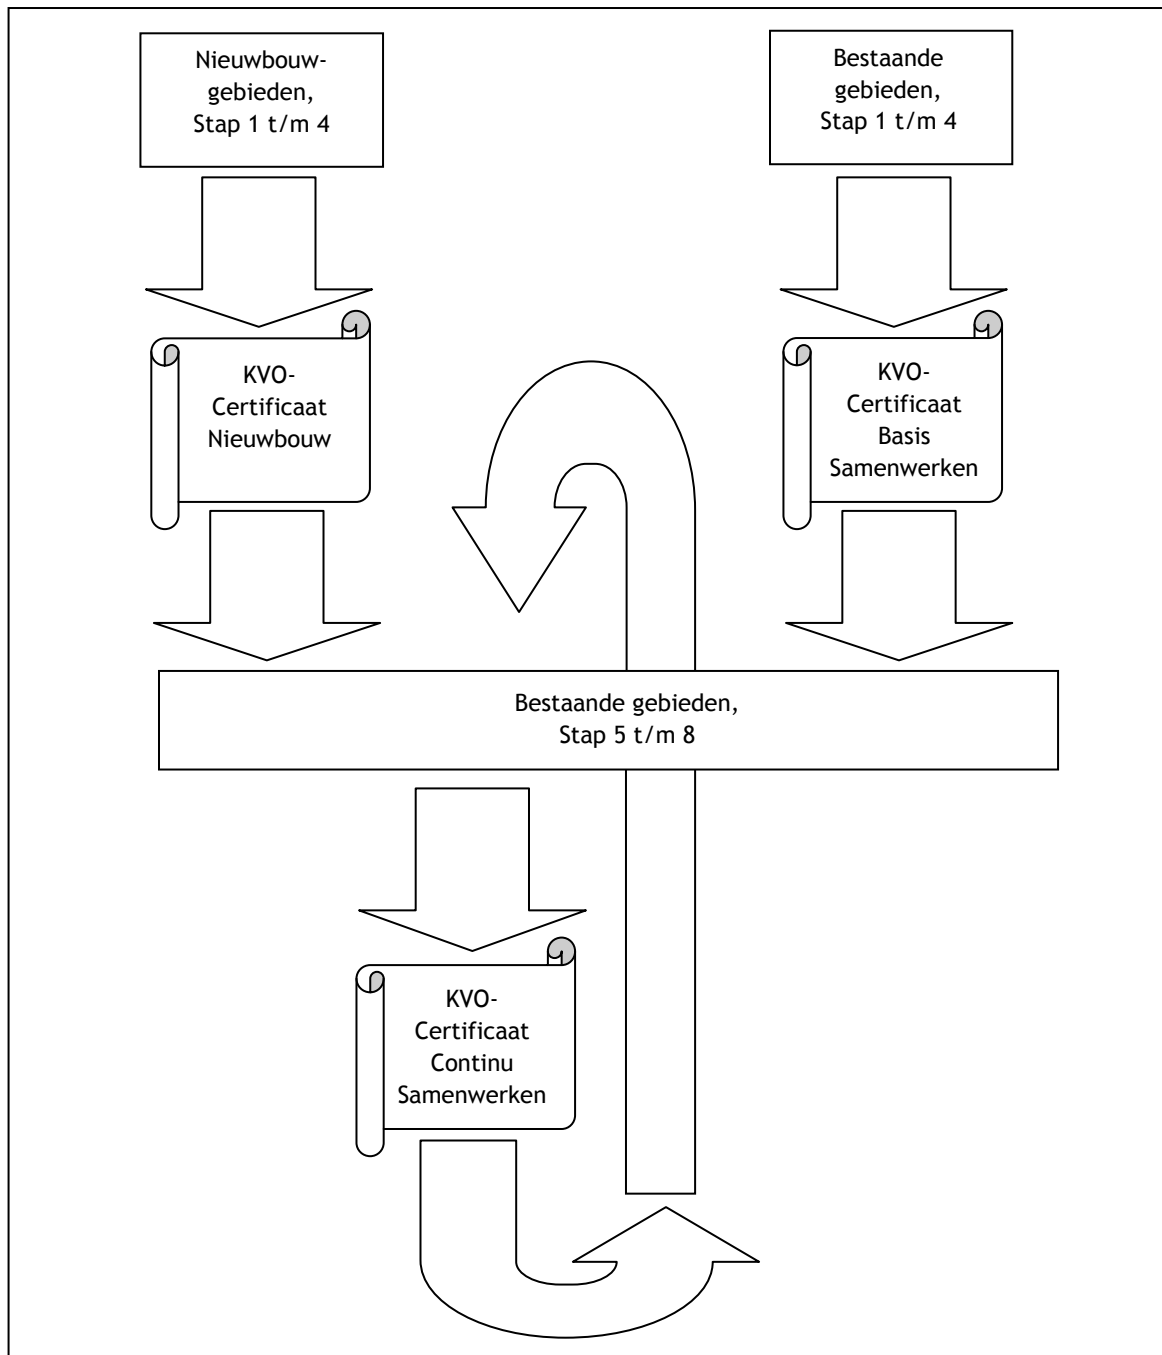 Nieuwbouw-
gebieden,
Stap 1 t/m 4
Bestaande
gebieden,
Stap 1 t/m 4
KVO-
Certificaat
Nieuwbouw
KVO-
Certificaat
Basis
Samenwerken
Bestaande gebieden,
Stap 5 t/m 8
KVO-
Certificaat
Continu
Samenwerken